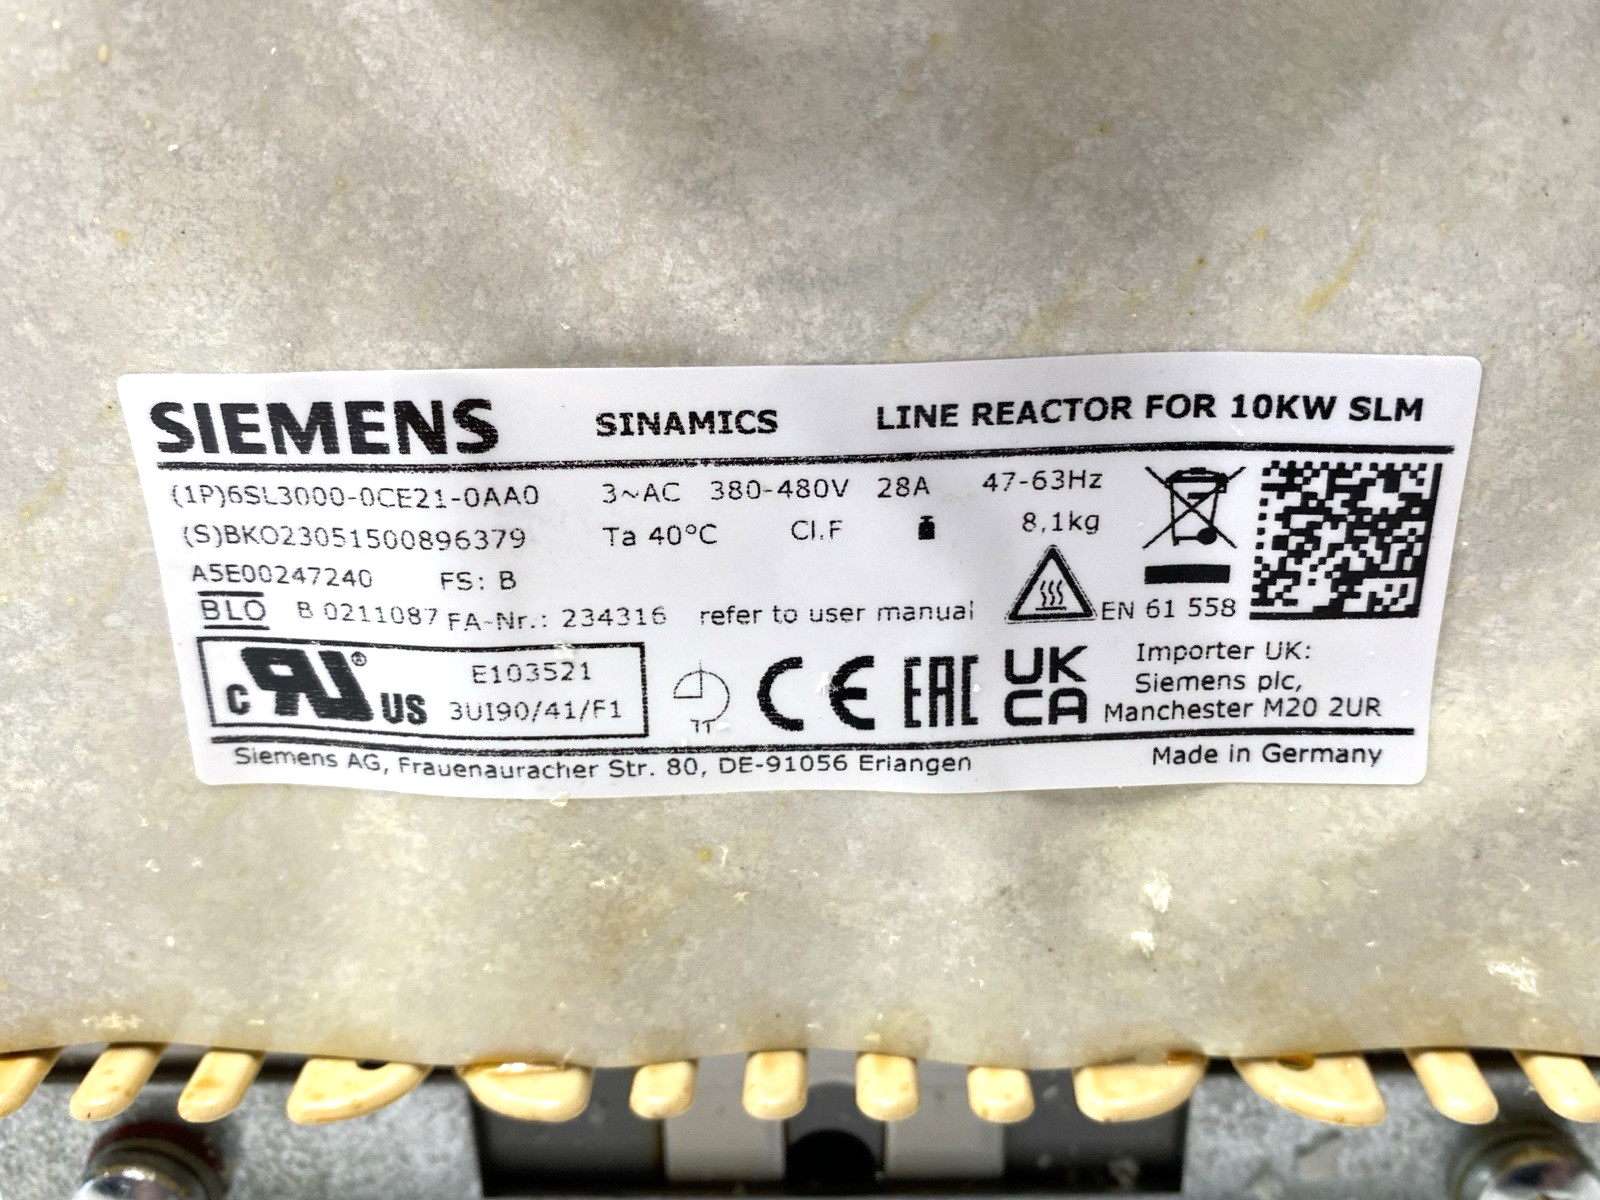 SIEMENS SINAMICS LINE REACTOR FOR 10KW SLM
(1P)6SL3000-0CE21-0AA0 3~AC 380-480V 28A 47-63Hz
(S)BKO23051500896379 Ta 40°C Cl.F 8,1kg
A5E00247240 FS: B
BLO B 0211087 FA-Nr.: 234316 refer to user manual EN 61 558
c RU ® US E103521
3UI90/41/F1
TT CE EAC UK CA
Importer UK:
Siemens plc,
Manchester M20 2UR
Siemens AG, Frauenauracher Str. 80, DE-91056 Erlangen Made in Germany